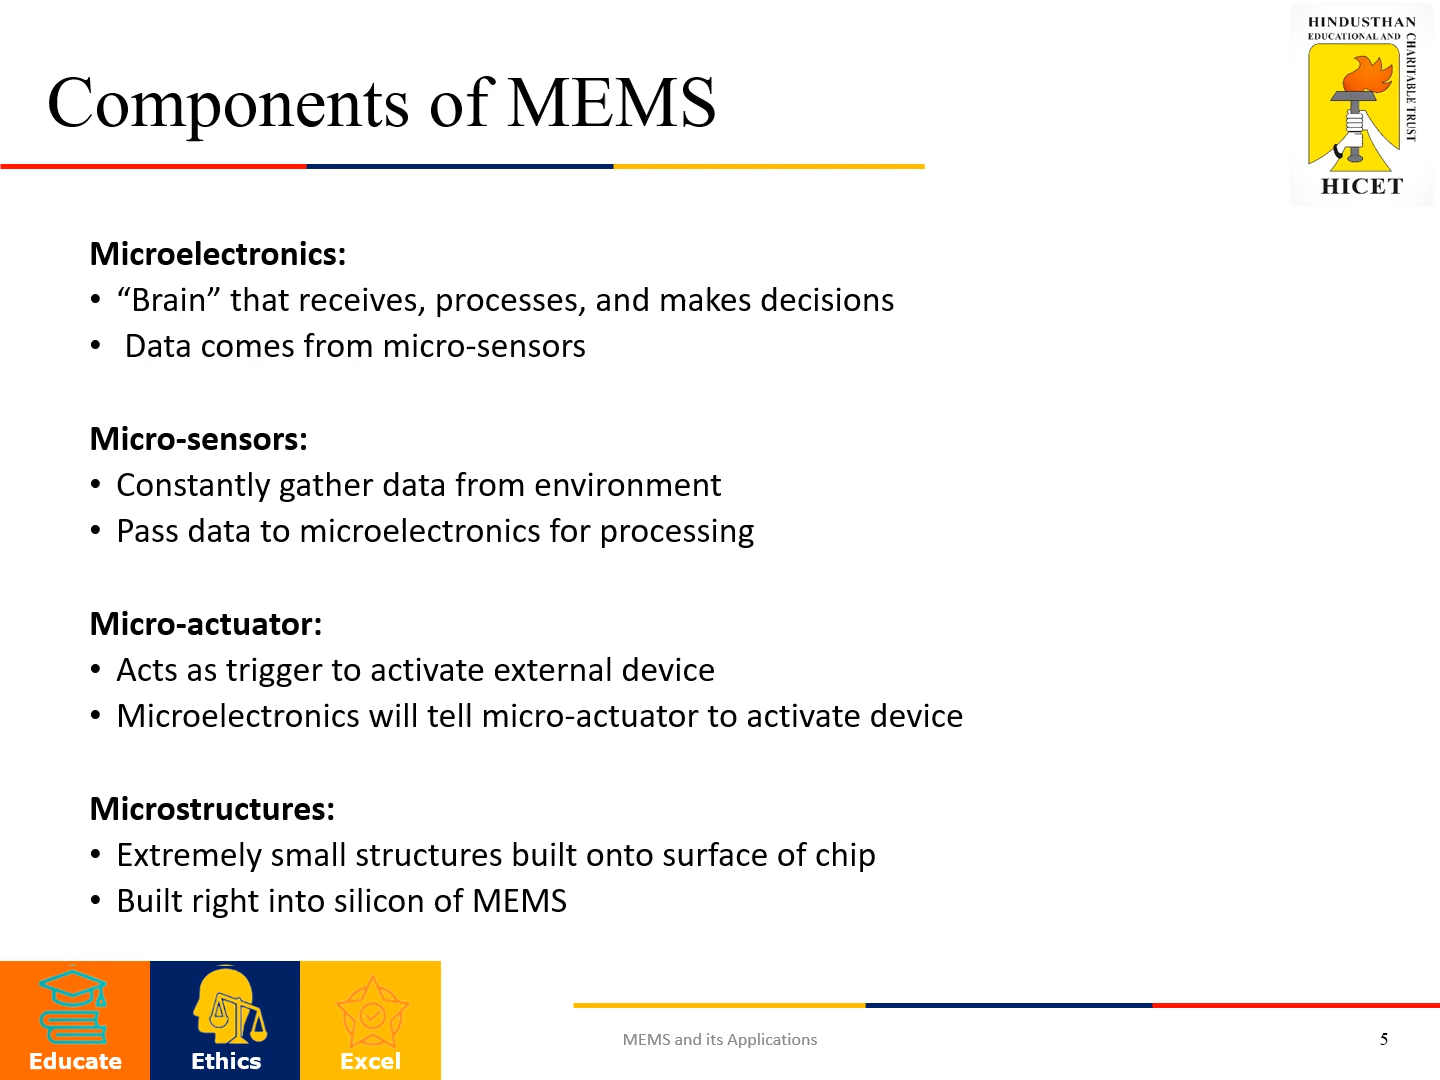 HINDUSTHAN
EDUCATIONAL AND
CHARITABLE TRUST
HICET
Components of MEMS
Microelectronics:
• “Brain” that receives, processes, and makes decisions
• Data comes from micro-sensors
Micro-sensors:
• Constantly gather data from environment
• Pass data to microelectronics for processing
Micro-actuator:
• Acts as trigger to activate external device
• Microelectronics will tell micro-actuator to activate device
Microstructures:
• Extremely small structures built onto surface of chip
• Built right into silicon of MEMS
Educate
Ethics
Excel
MEMS and its Applications
5